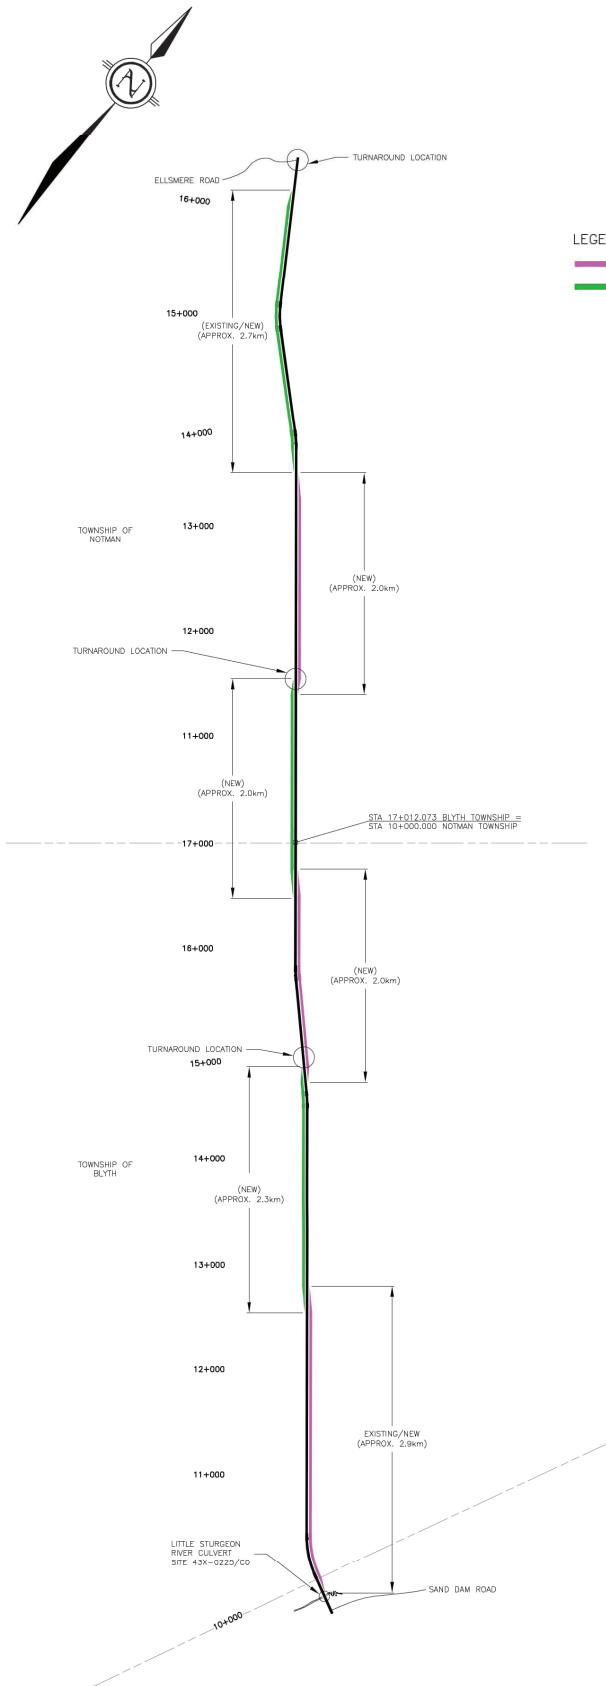 N
TURNAROUND LOCATION
ELLSMERE ROAD
16+000
LEGE
15+000
(EXISTING/NEW)
(APPROX. 2.7km)
14+000
13+000
TOWNSHIP OF
NOTMAN
(NEW)
(APPROX. 2.0km)
12+000
TURNAROUND LOCATION
11+000
(NEW)
(APPROX. 2.0km)
STA 17+012.073 BLYTH TOWNSHIP =
STA 10+000.000 NOTMAN TOWNSHIP
17+000
16+000
(NEW)
(APPROX. 2.0km)
TURNAROUND LOCATION
15+000
14+000
TOWNSHIP OF
BLYTH
(NEW)
(APPROX. 2.3km)
13+000
12+000
EXISTING/NEW
(APPROX. 2.9km)
11+000
LITTLE STURGEON
RIVER CULVERT
SITE 43X-0225/C0
SAND DAM ROAD
10+000